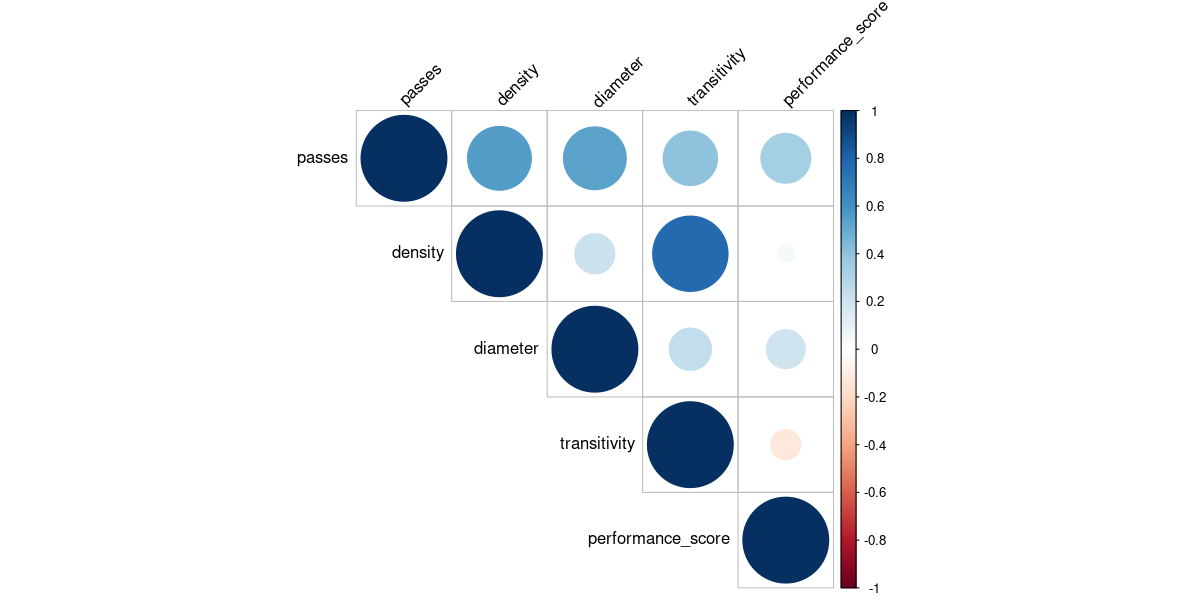 passes
density
diameter
transitivity
performance_score
passes
density
diameter
transitivity
performance_score
1
0.8
0.6
0.4
0.2
0
-0.2
-0.4
-0.6
-0.8
-1